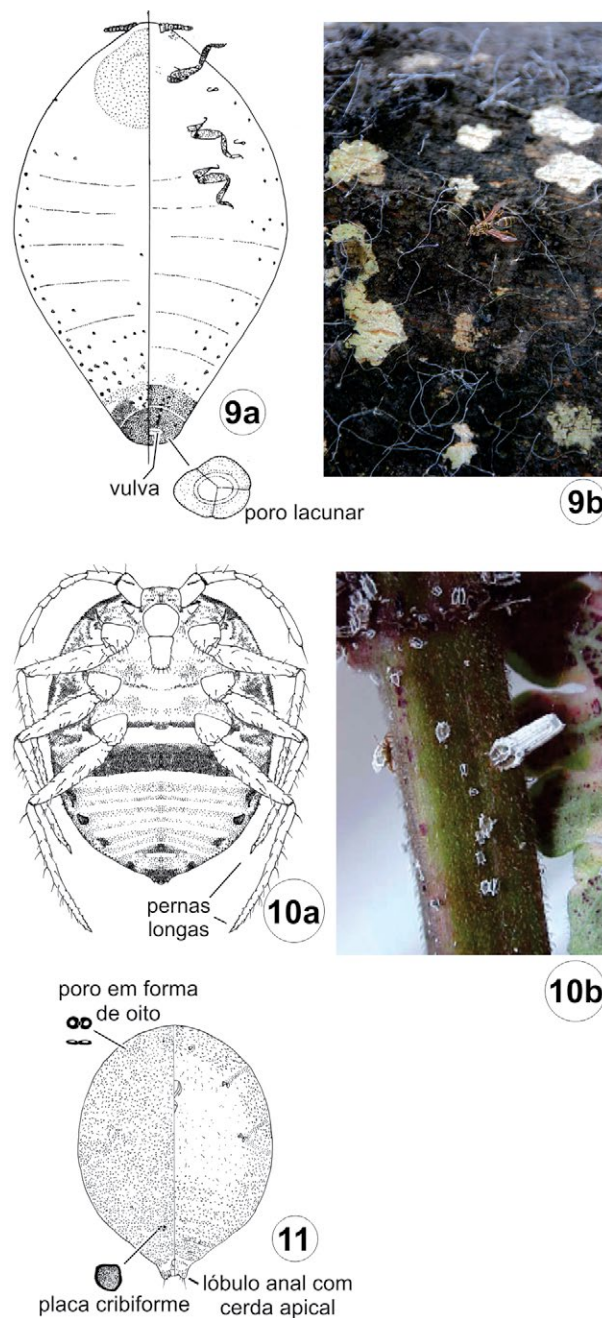 9a
vulva
poro lacunar
9b
pernas
longas
10a
10b
poro em forma
de oito
11
placa cribiforme
lóbulo anal com
cerda apical